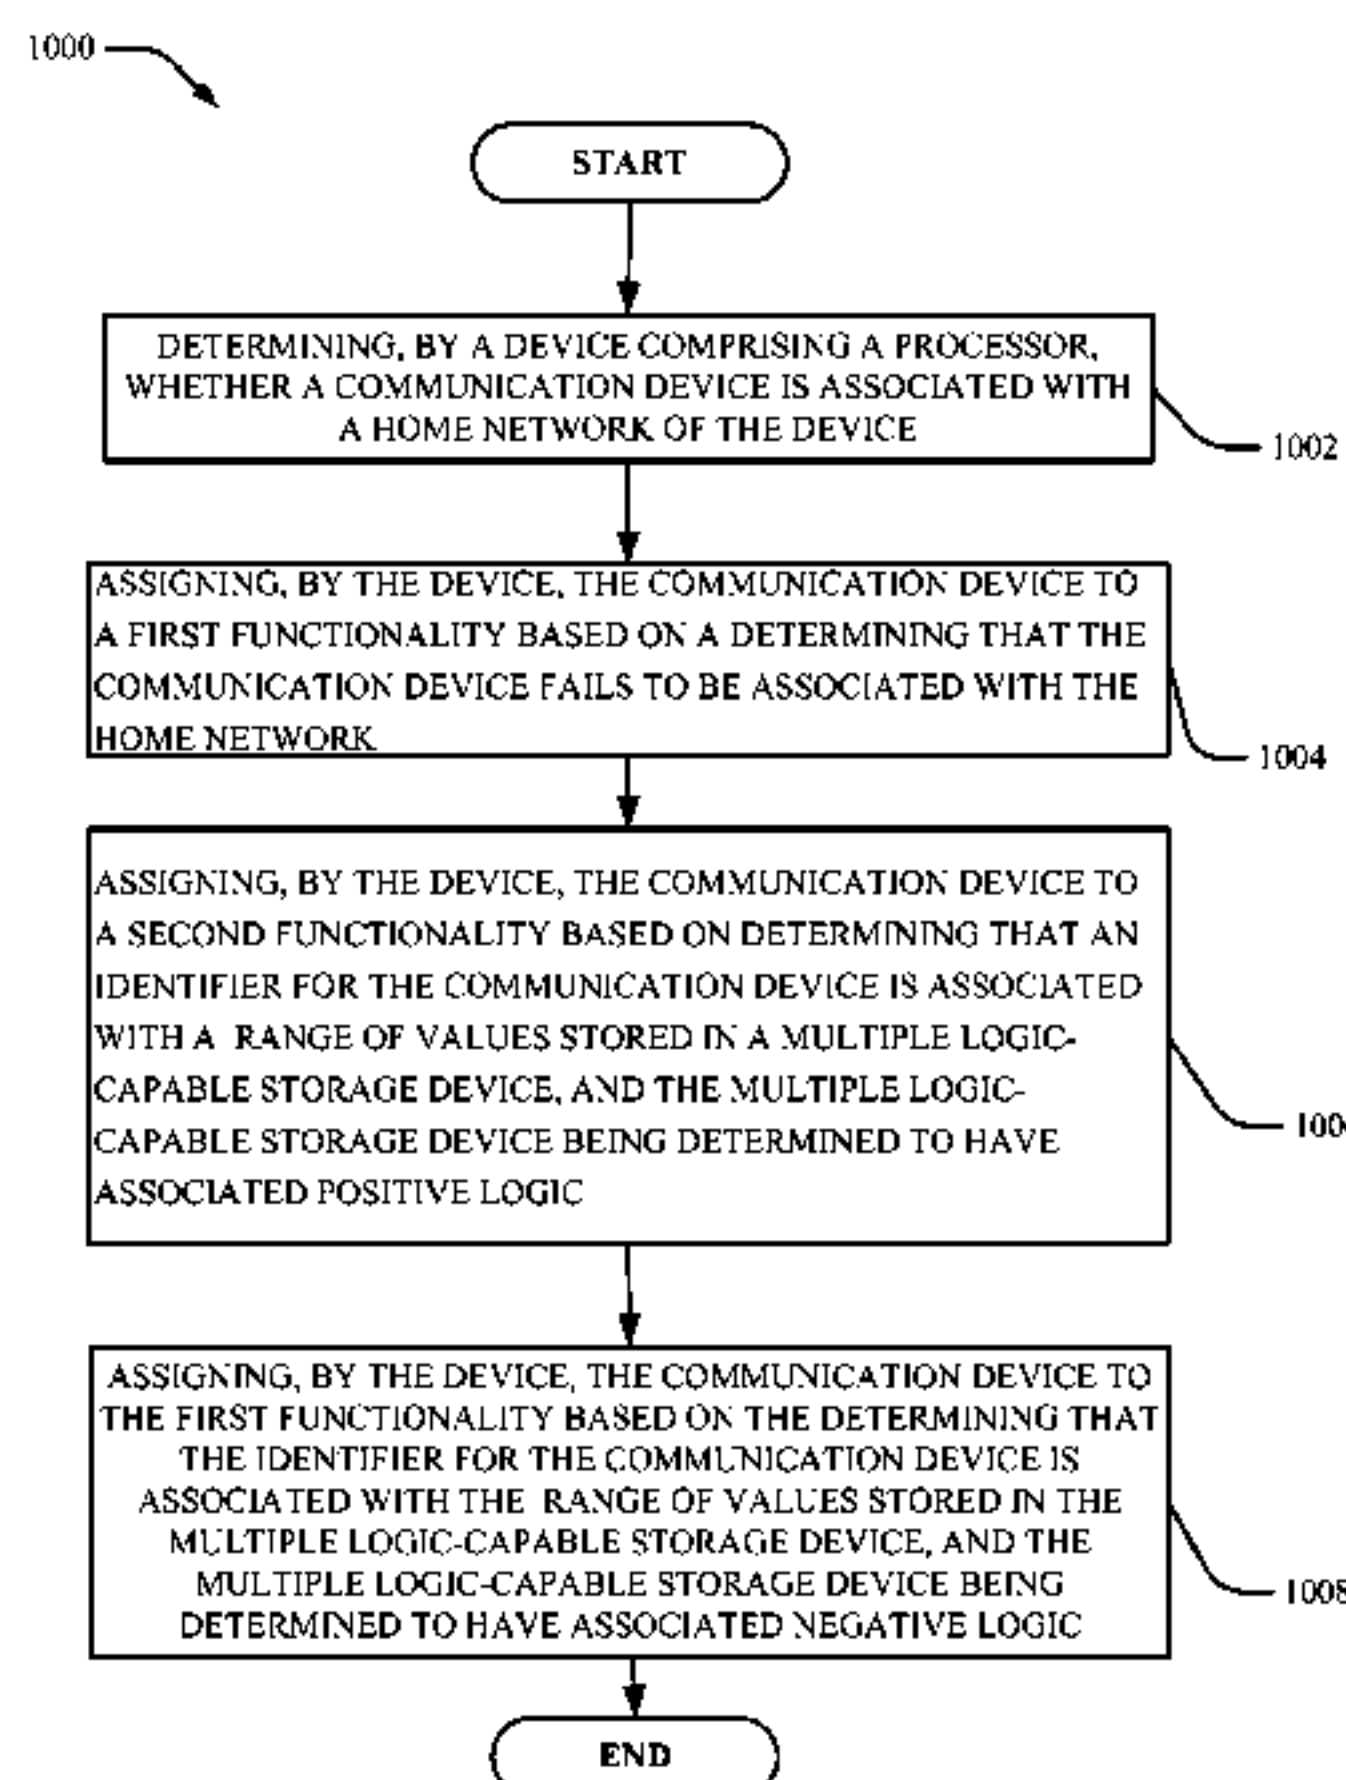 1000
START
DETERMINING, BY A DEVICE COMPRISING A PROCESSOR,
WHETHER A COMMUNICATION DEVICE IS ASSOCIATED WITH
A HOME NETWORK OF THE DEVICE
1002
ASSIGNING, BY THE DEVICE, THE COMMUNICATION DEVICE TO
A FIRST FUNCTIONALITY BASED ON A DETERMINING THAT THE
COMMUNICATION DEVICE FAILS TO BE ASSOCIATED WITH THE
HOME NETWORK
1004
ASSIGNING, BY THE DEVICE, THE COMMUNICATION DEVICE TO
A SECOND FUNCTIONALITY BASED ON DETERMINING THAT AN
IDENTIFIER FOR THE COMMUNICATION DEVICE IS ASSOCIATED
WITH A RANGE OF VALUES STORED IN A MULTIPLE LOGIC-
CAPABLE STORAGE DEVICE, AND THE MULTIPLE LOGIC-
CAPABLE STORAGE DEVICE BEING DETERMINED TO HAVE
ASSOCIATED POSITIVE LOGIC
ASSIGNING, BY THE DEVICE, THE COMMUNICATION DEVICE TO
THE FIRST FUNCTIONALITY BASED ON THE DETERMINING THAT
THE IDENTIFIER FOR THE COMMUNICATION DEVICE IS
ASSOCIATED WITH THE RANGE OF VALUES STORED IN THE
MULTIPLE LOGIC-CAPABLE STORAGE DEVICE, AND THE
MULTIPLE LOGIC-CAPABLE STORAGE DEVICE BEING
DETERMINED TO HAVE ASSOCIATED NEGATIVE LOGIC
1008
END